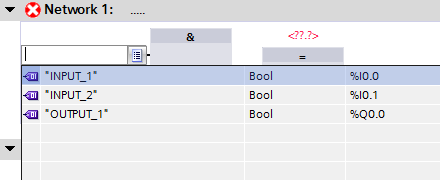 Network 1: .....
&
<??.?>
=
"INPUT_1" Bool %I0.0
"INPUT_2" Bool %I0.1
"OUTPUT_1" Bool %Q0.0